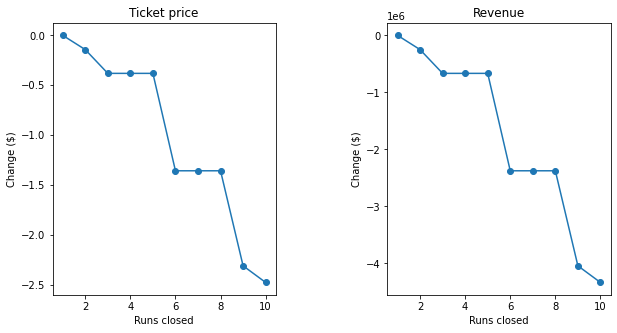 Ticket price
0.0
−0.5
−1.0
−1.5
−2.0
−2.5
Change ($)
2 4 6 8 10
Runs closed
Revenue
1e6
0
−1
−2
−3
−4
Change ($)
2 4 6 8 10
Runs closed